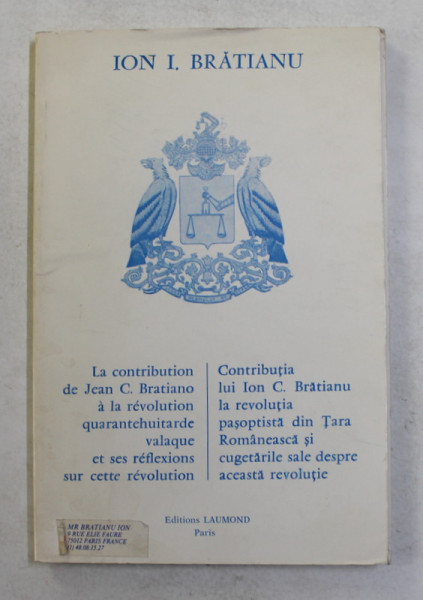 ION I. BRĂTIANU
La contribution
de Jean C. Bratiano
à la révolution
quarantehuitarde
valaque
et ses réflexions
sur cette révolution
Contribuția
lui Ion C. Brătianu
la revoluția
pașoptistă din Țara
Românească și
cugetările sale despre
această revoluție
Editions LAUMOND
Paris
MR BRATIANU ION
RUE ELIE FAURE
75012 PARIS FRANCE